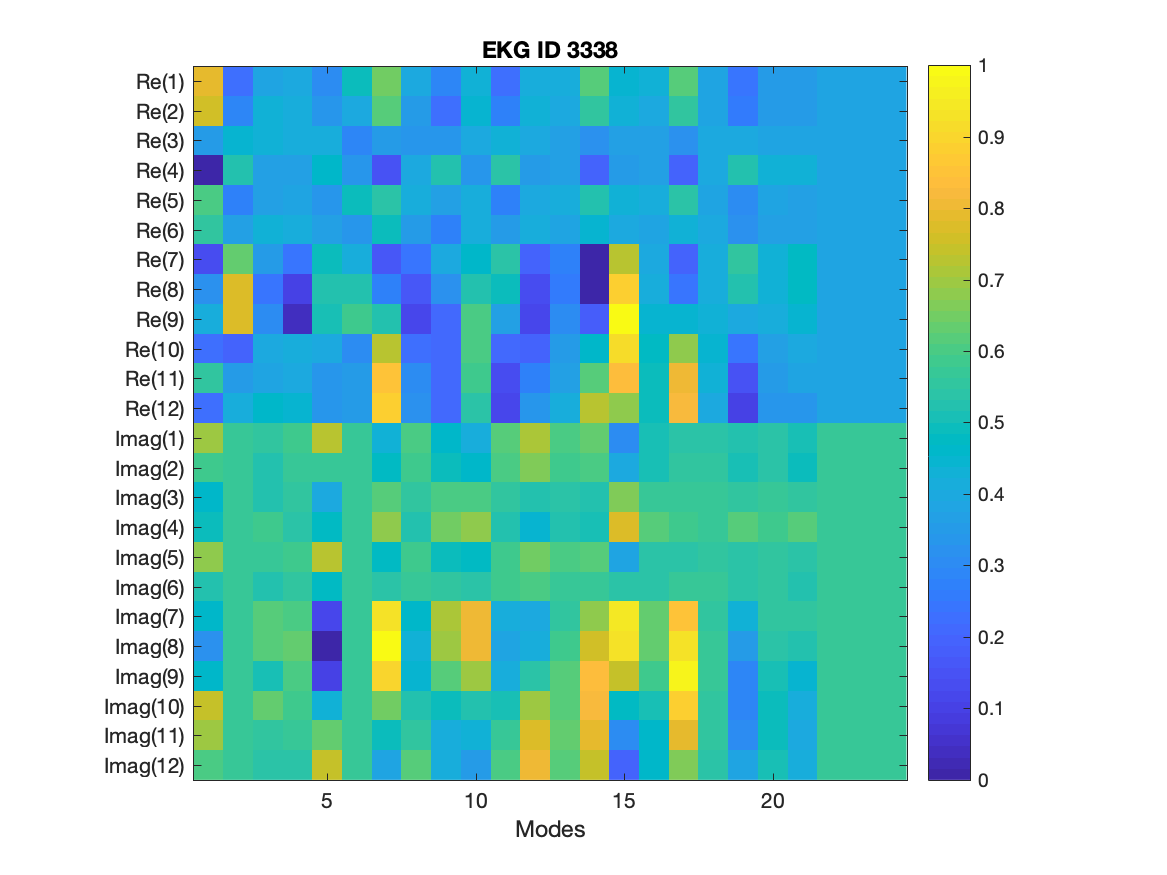 EKG ID 3338
Re(1)
Re(2)
Re(3)
Re(4)
Re(5)
Re(6)
Re(7)
Re(8)
Re(9)
Re(10)
Re(11)
Re(12)
Imag(1)
Imag(2)
Imag(3)
Imag(4)
Imag(5)
Imag(6)
Imag(7)
Imag(8)
Imag(9)
Imag(10)
Imag(11)
Imag(12)
5 10 15 20
Modes
1
0.9
0.8
0.7
0.6
0.5
0.4
0.3
0.2
0.1
0